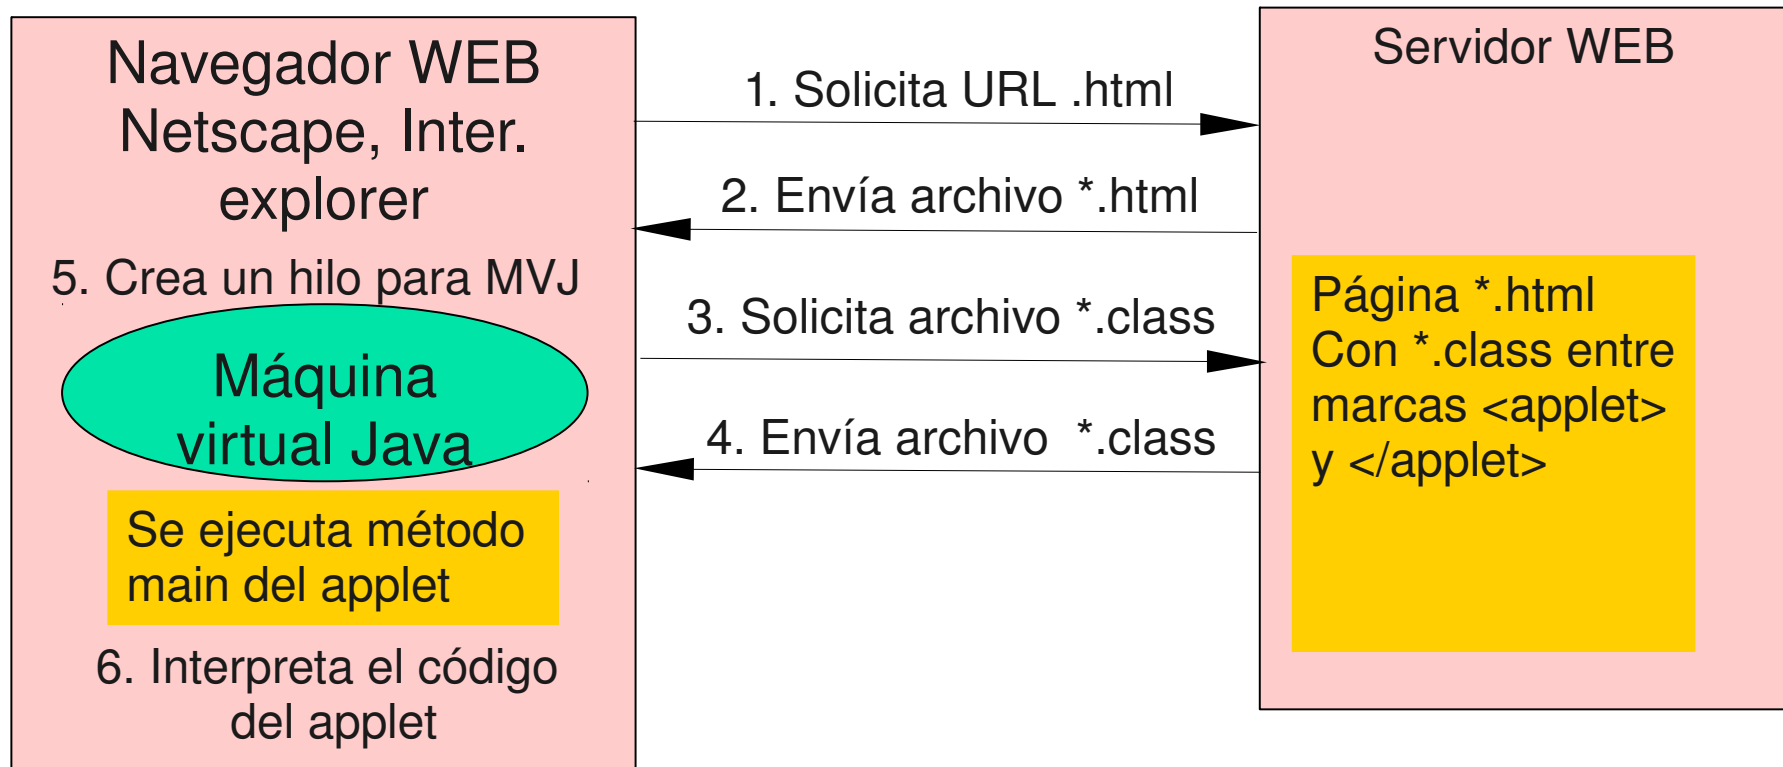 Navegador WEB
Netscape, Inter.
explorer
5. Crea un hilo para MVJ
Máquina
virtual Java
Se ejecuta método
main del applet
6. Interpreta el código
del applet
1. Solicita URL .html
2. Envía archivo *.html
3. Solicita archivo *.class
4. Envía archivo *.class
Servidor WEB
Página *.html
Con *.class entre
marcas <applet>
y </applet>